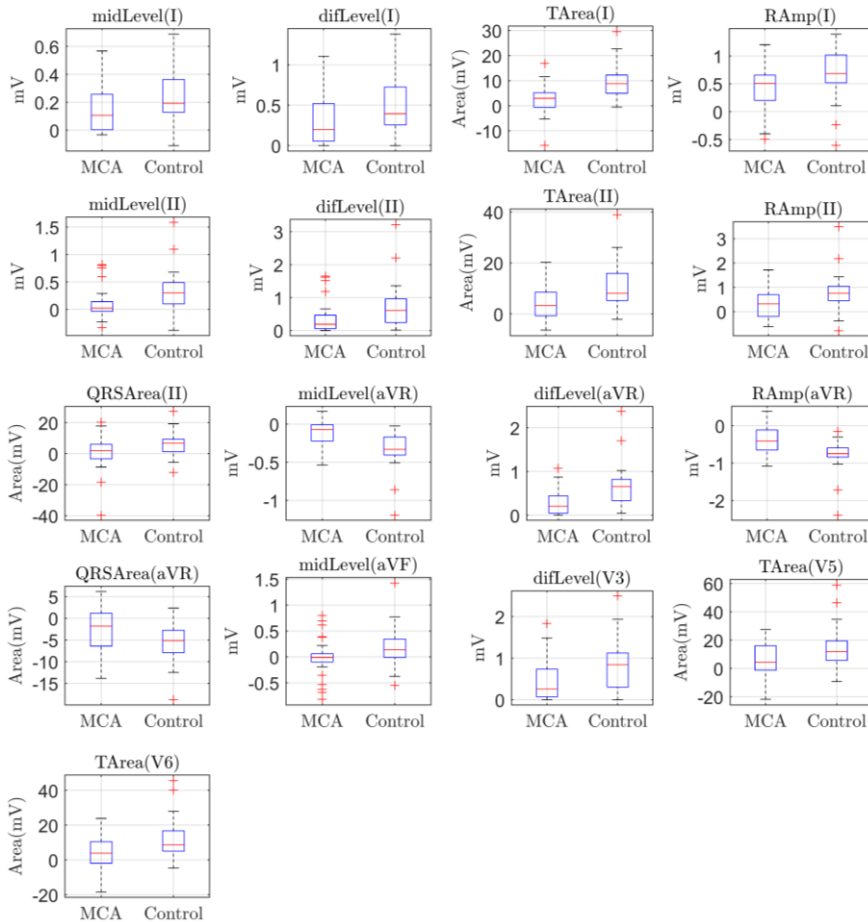 midLevel(I)
mV
0.6
0.4
0.2
0
MCA Control
difLevel(I)
mV
1
0.5
0
MCA Control
TArea(I)
Area(mV)
30
20
10
0
-10
MCA Control
RAmp(I)
mV
1
0.5
0
-0.5
MCA Control
midLevel(II)
mV
1.5
1
0.5
0
MCA Control
difLevel(II)
mV
3
2
1
0
MCA Control
TArea(II)
Area(mV)
40
20
0
MCA Control
RAmp(II)
mV
3
2
1
0
MCA Control
QRSArea(II)
Area(mV)
20
0
-20
-40
MCA Control
midLevel(aVR)
mV
0
-0.5
-1
MCA Control
difLevel(aVR)
mV
2
1
0
MCA Control
RAmp(aVR)
mV
0
-1
-2
MCA Control
QRSArea(aVR)
Area(mV)
5
0
-5
-10
-15
MCA Control
midLevel(aVF)
mV
1.5
1
0.5
0
-0.5
MCA Control
difLevel(V3)
mV
2
1
0
MCA Control
TArea(V5)
Area(mV)
60
40
20
0
-20
MCA Control
TArea(V6)
Area(mV)
40
20
0
-20
MCA Control